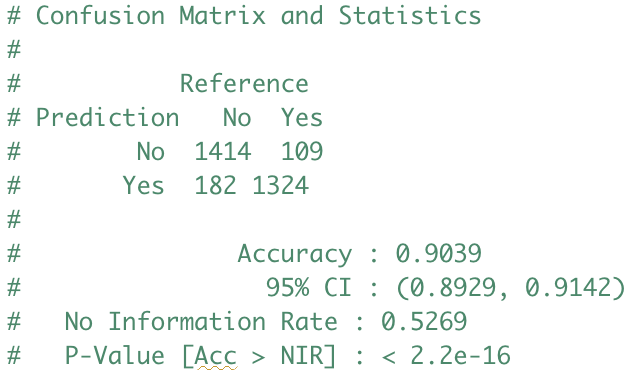 # Confusion Matrix and Statistics
#
#           Reference
# Prediction   No  Yes
#        No  1414  109
#       Yes  182 1324
#
#               Accuracy : 0.9039
#                 95% CI : (0.8929, 0.9142)
#   No Information Rate : 0.5269
#   P-Value [Acc > NIR] : < 2.2e-16